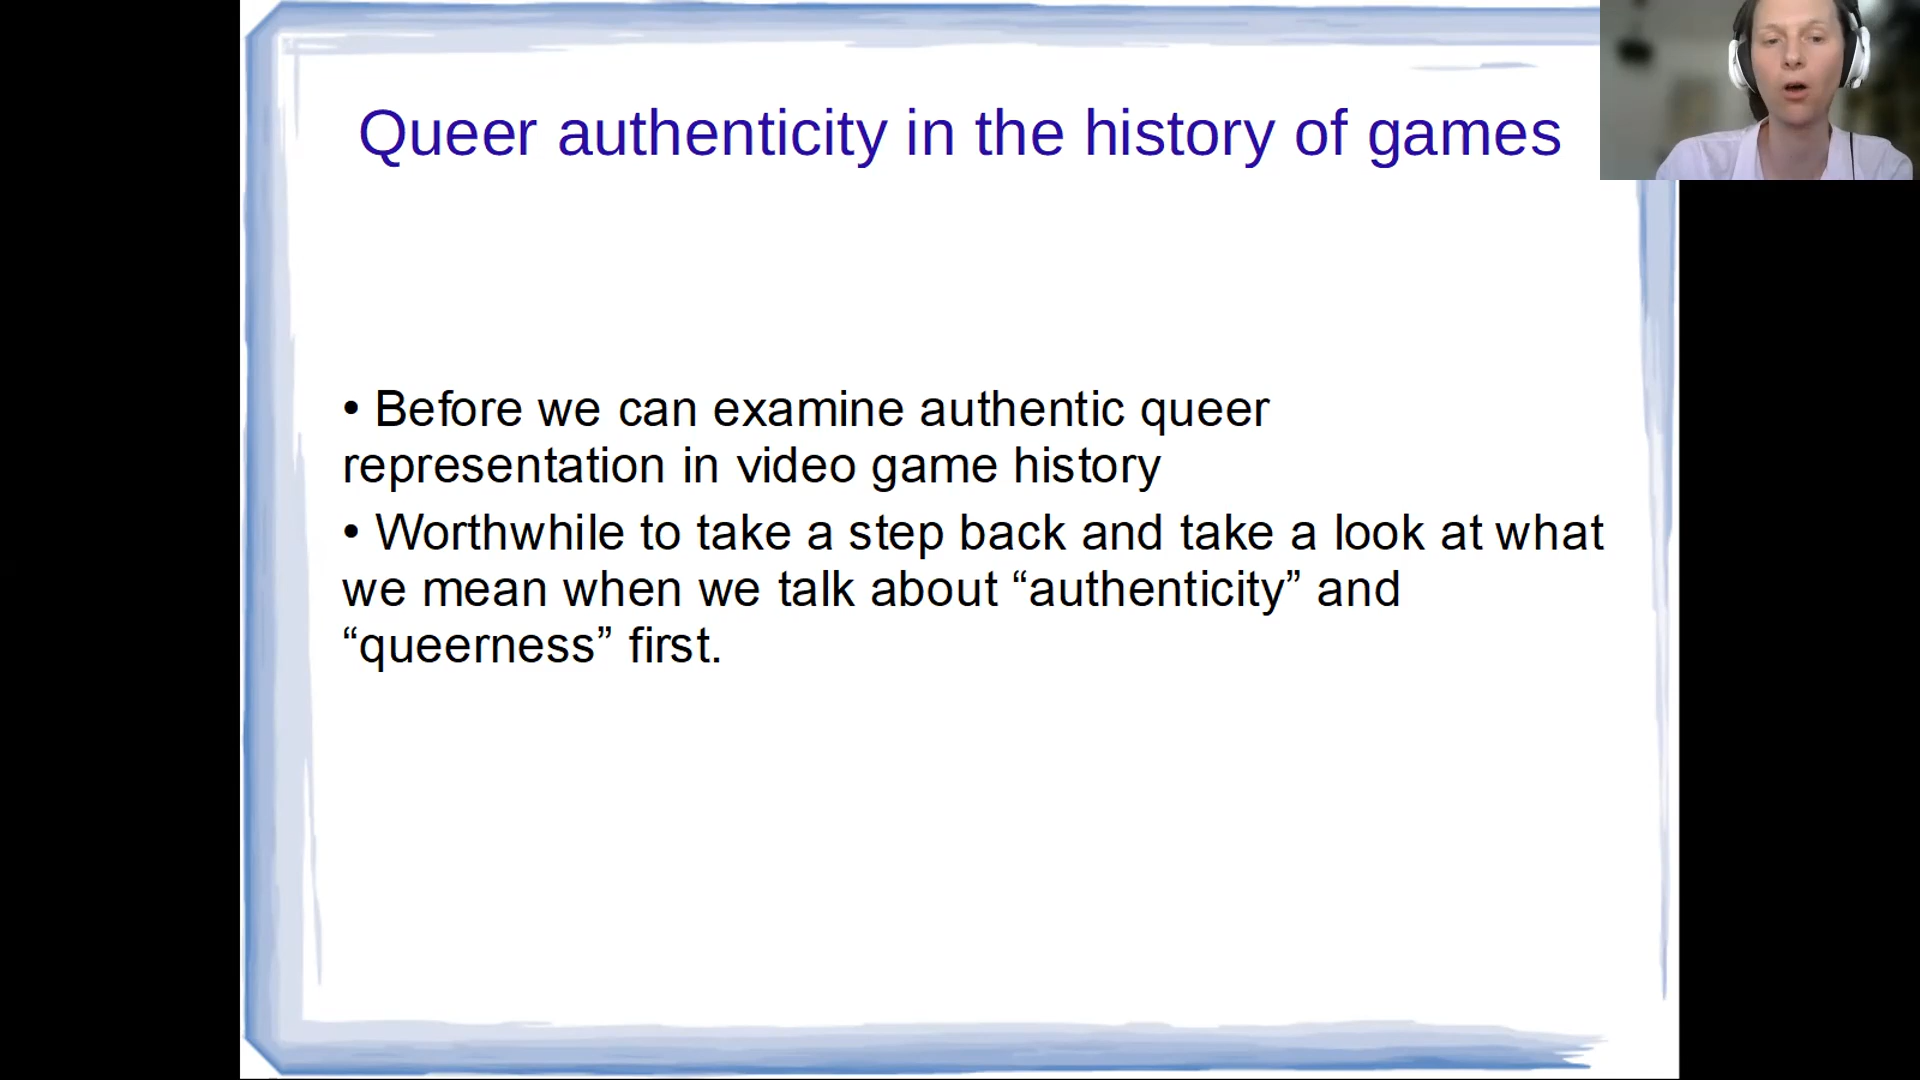 Queer authenticity in the history of games
• Before we can examine authentic queer
representation in video game history
• Worthwhile to take a step back and take a look at what
we mean when we talk about “authenticity” and
“queerness” first.